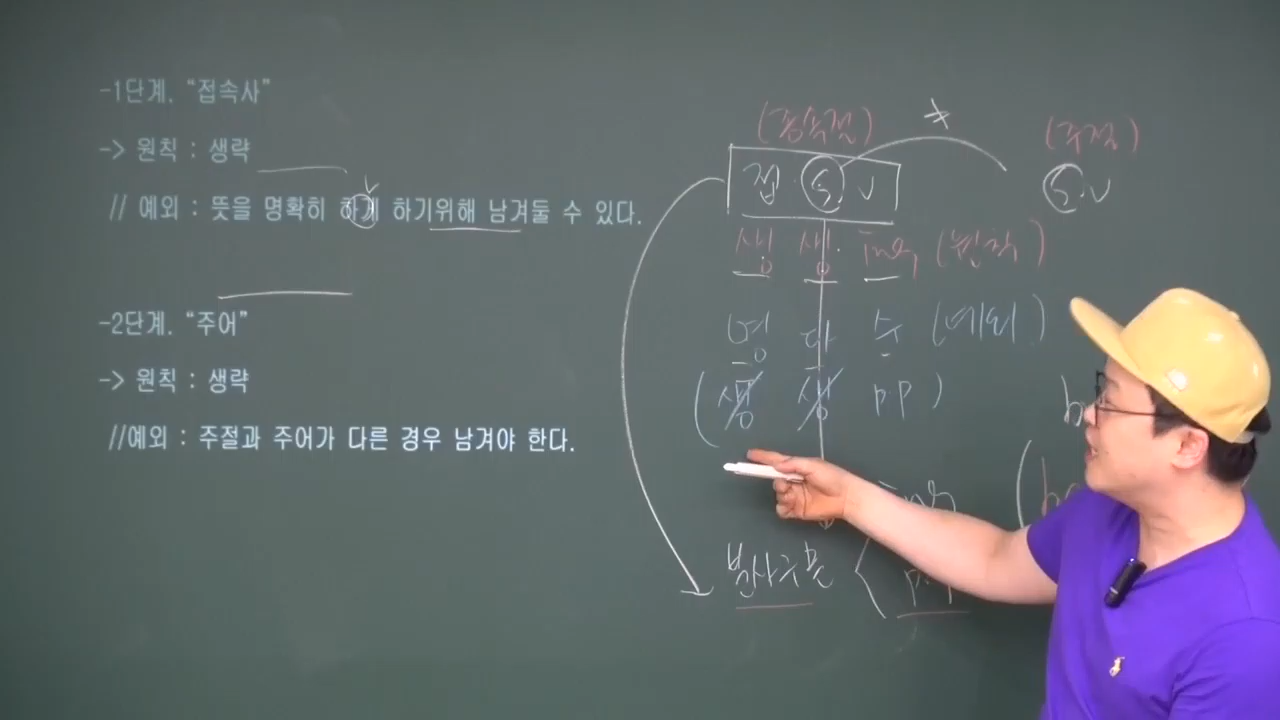 -1단계. “접속사”
-> 원칙 : 생략
// 예외 : 뜻을 명확히 하게 하기위해 남겨둘 수 있다.
-2단계. “주어”
-> 원칙 : 생략
//예외 : 주절과 주어가 다른 경우 남겨야 한다.
(종속절) ≠ (주절)
접 S V S V
생 생 ing (원칙)
명 다 수 (예외)
(생 생 pp)
ing
분사구문 < p.p